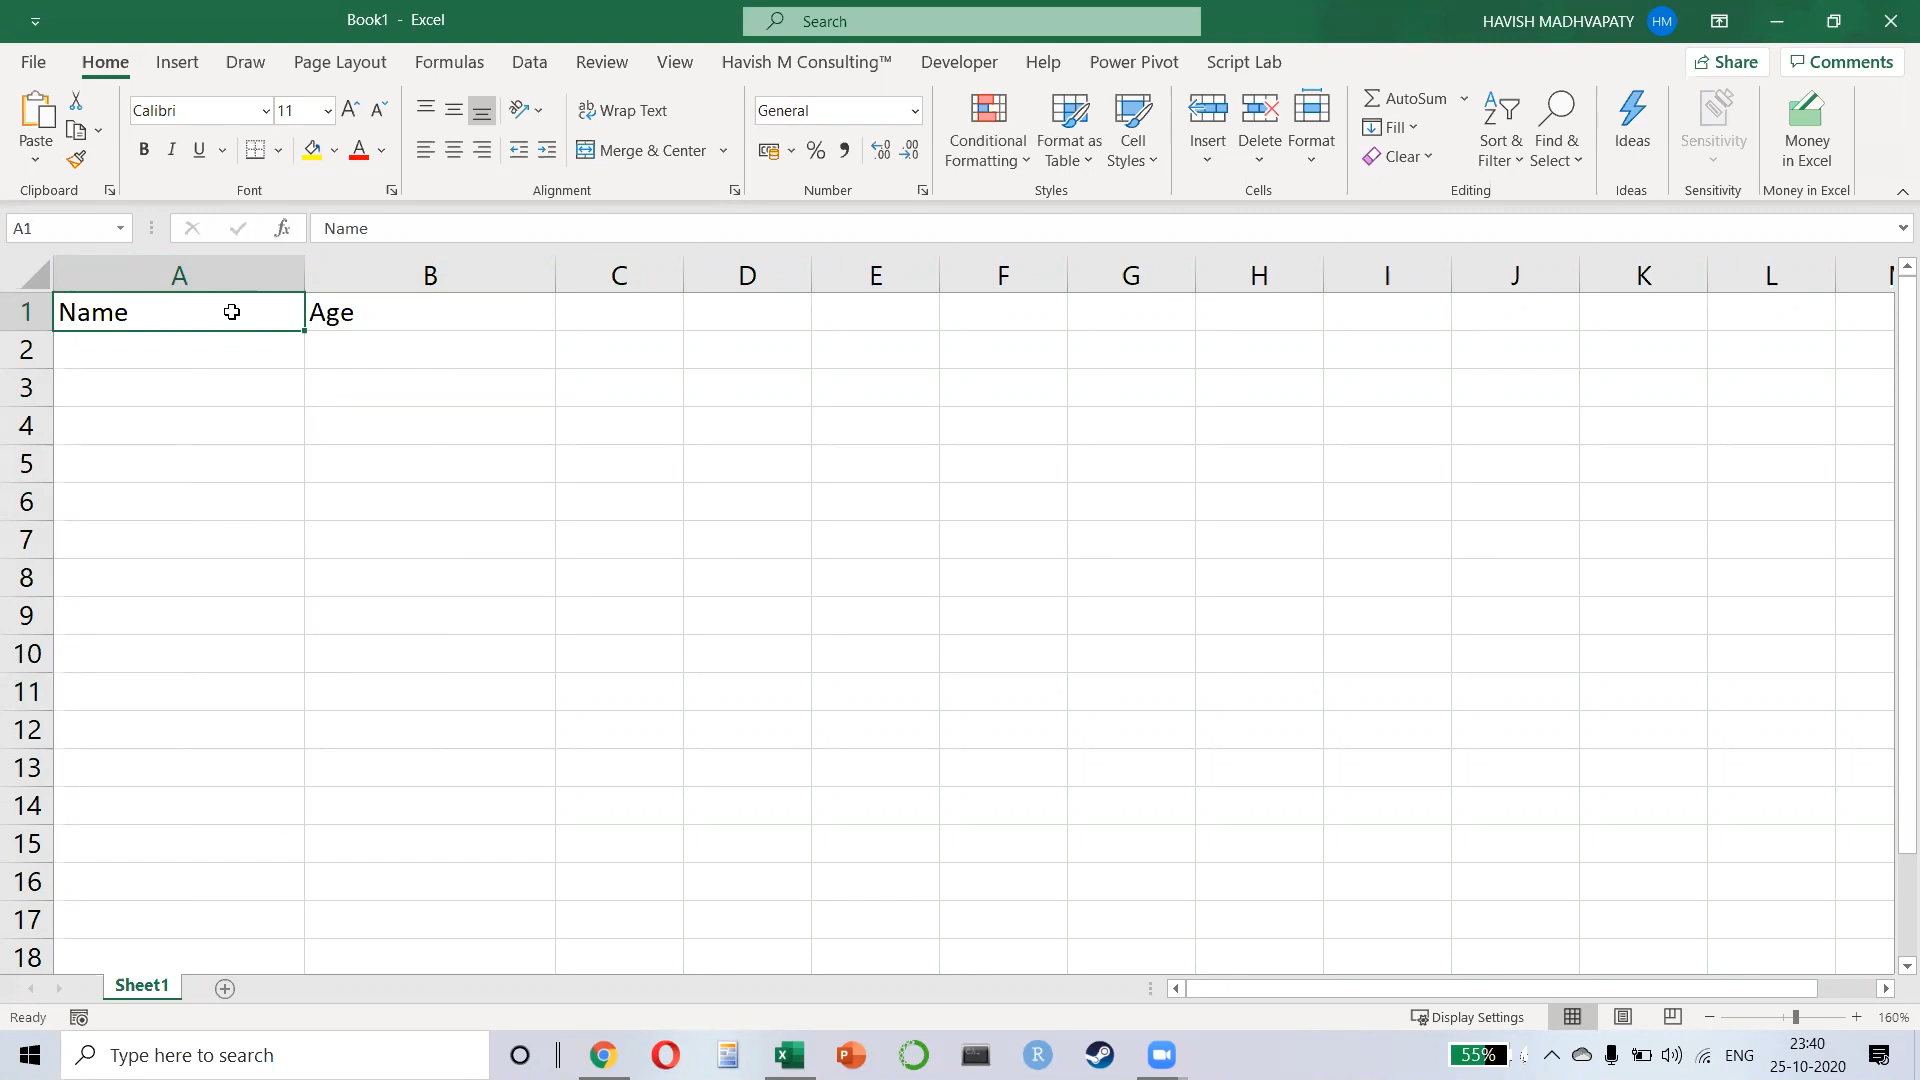 Book1 - Excel
Search
HAVISH MADHVAPATY HM
File Home Insert Draw Page Layout Formulas Data Review View Havish M Consulting™ Developer Help Power Pivot Script Lab Share Comments
Paste
Calibri 11
B I U A
Wrap Text
Merge & Center
General
%
Conditional Formatting
Format as Table
Cell Styles
Insert
Delete
Format
AutoSum
Fill
Clear
Sort & Filter
Find & Select
Ideas
Sensitivity
Money in Excel
Clipboard Font Alignment Number Styles Cells Editing Ideas Sensitivity Money in Excel
A1 fx Name
A B C D E F G H I J K L
1 Name Age
2
3
4
5
6
7
8
9
10
11
12
13
14
15
16
17
18
Sheet1
Ready Display Settings 160%
Type here to search
55% ENG 23:40
25-10-2020